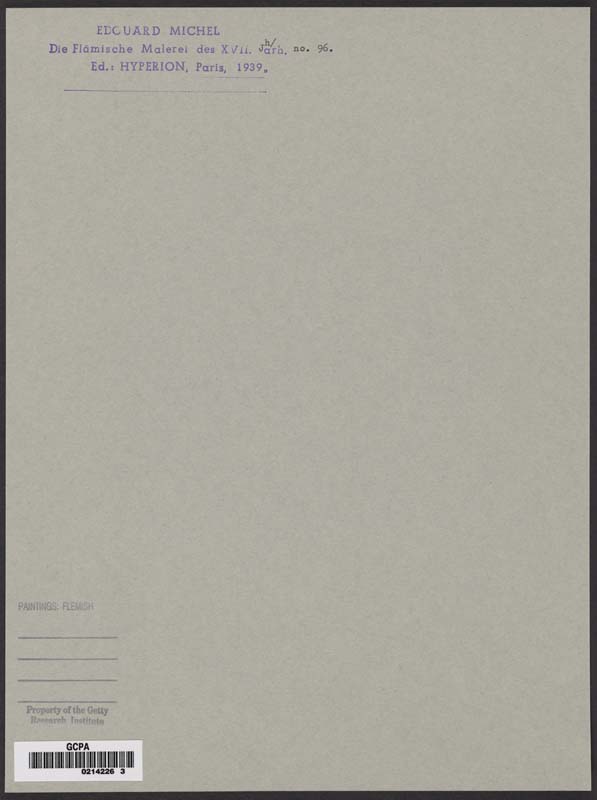 EDOUARD MICHEL
Die Flämische Malerei des XVII. Jarh. h/ no. 96.
Ed.: HYPERION, Paris, 1939.
PAINTINGS: FLEMISH
Property of the Getty
Research Institute
GCPA
0214226 3